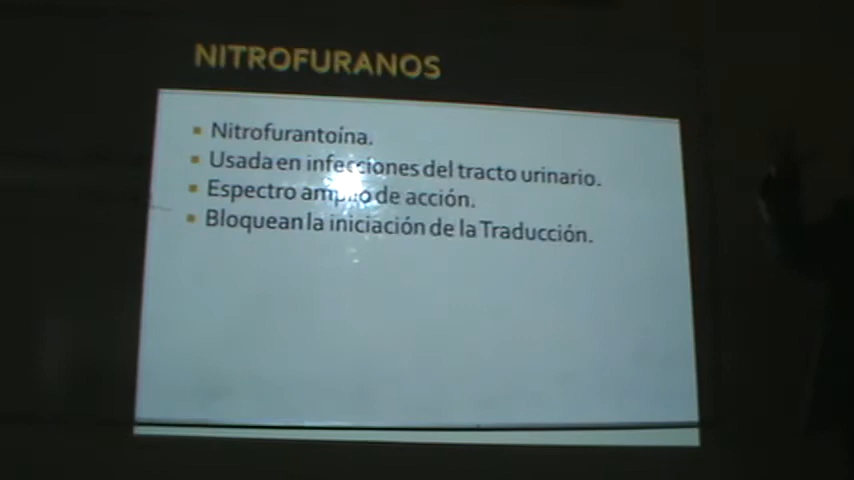 NITROFURANOS
Nitrofurantoína.
Usada en infecciones del tracto urinario.
Espectro amplio de acción.
Bloquean la iniciación de la Traducción.